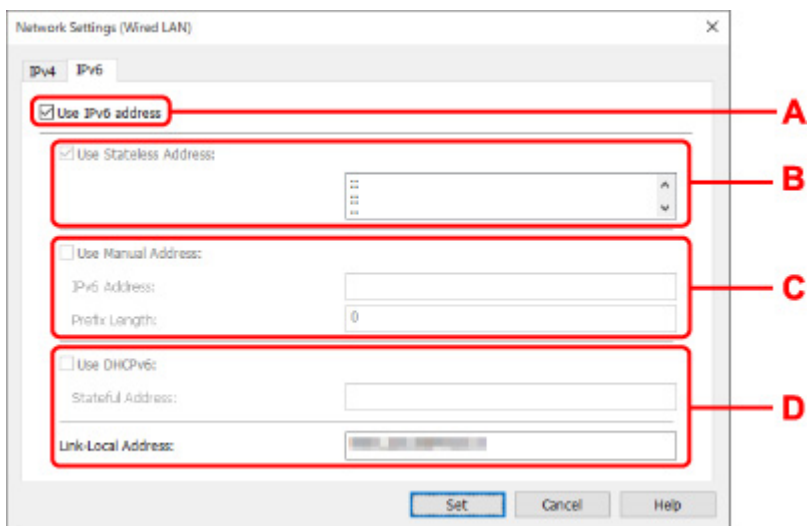 Network Settings (Wired LAN)
IPv4 IPv6
Use IPv6 address
A
Use Stateless Address:
::
::
::
B
Use Manual Address:
IPv6 Address:
C
Prefix Length: 0
Use DHCPv6:
Stateful Address:
D
Link-Local Address:
Set Cancel Help